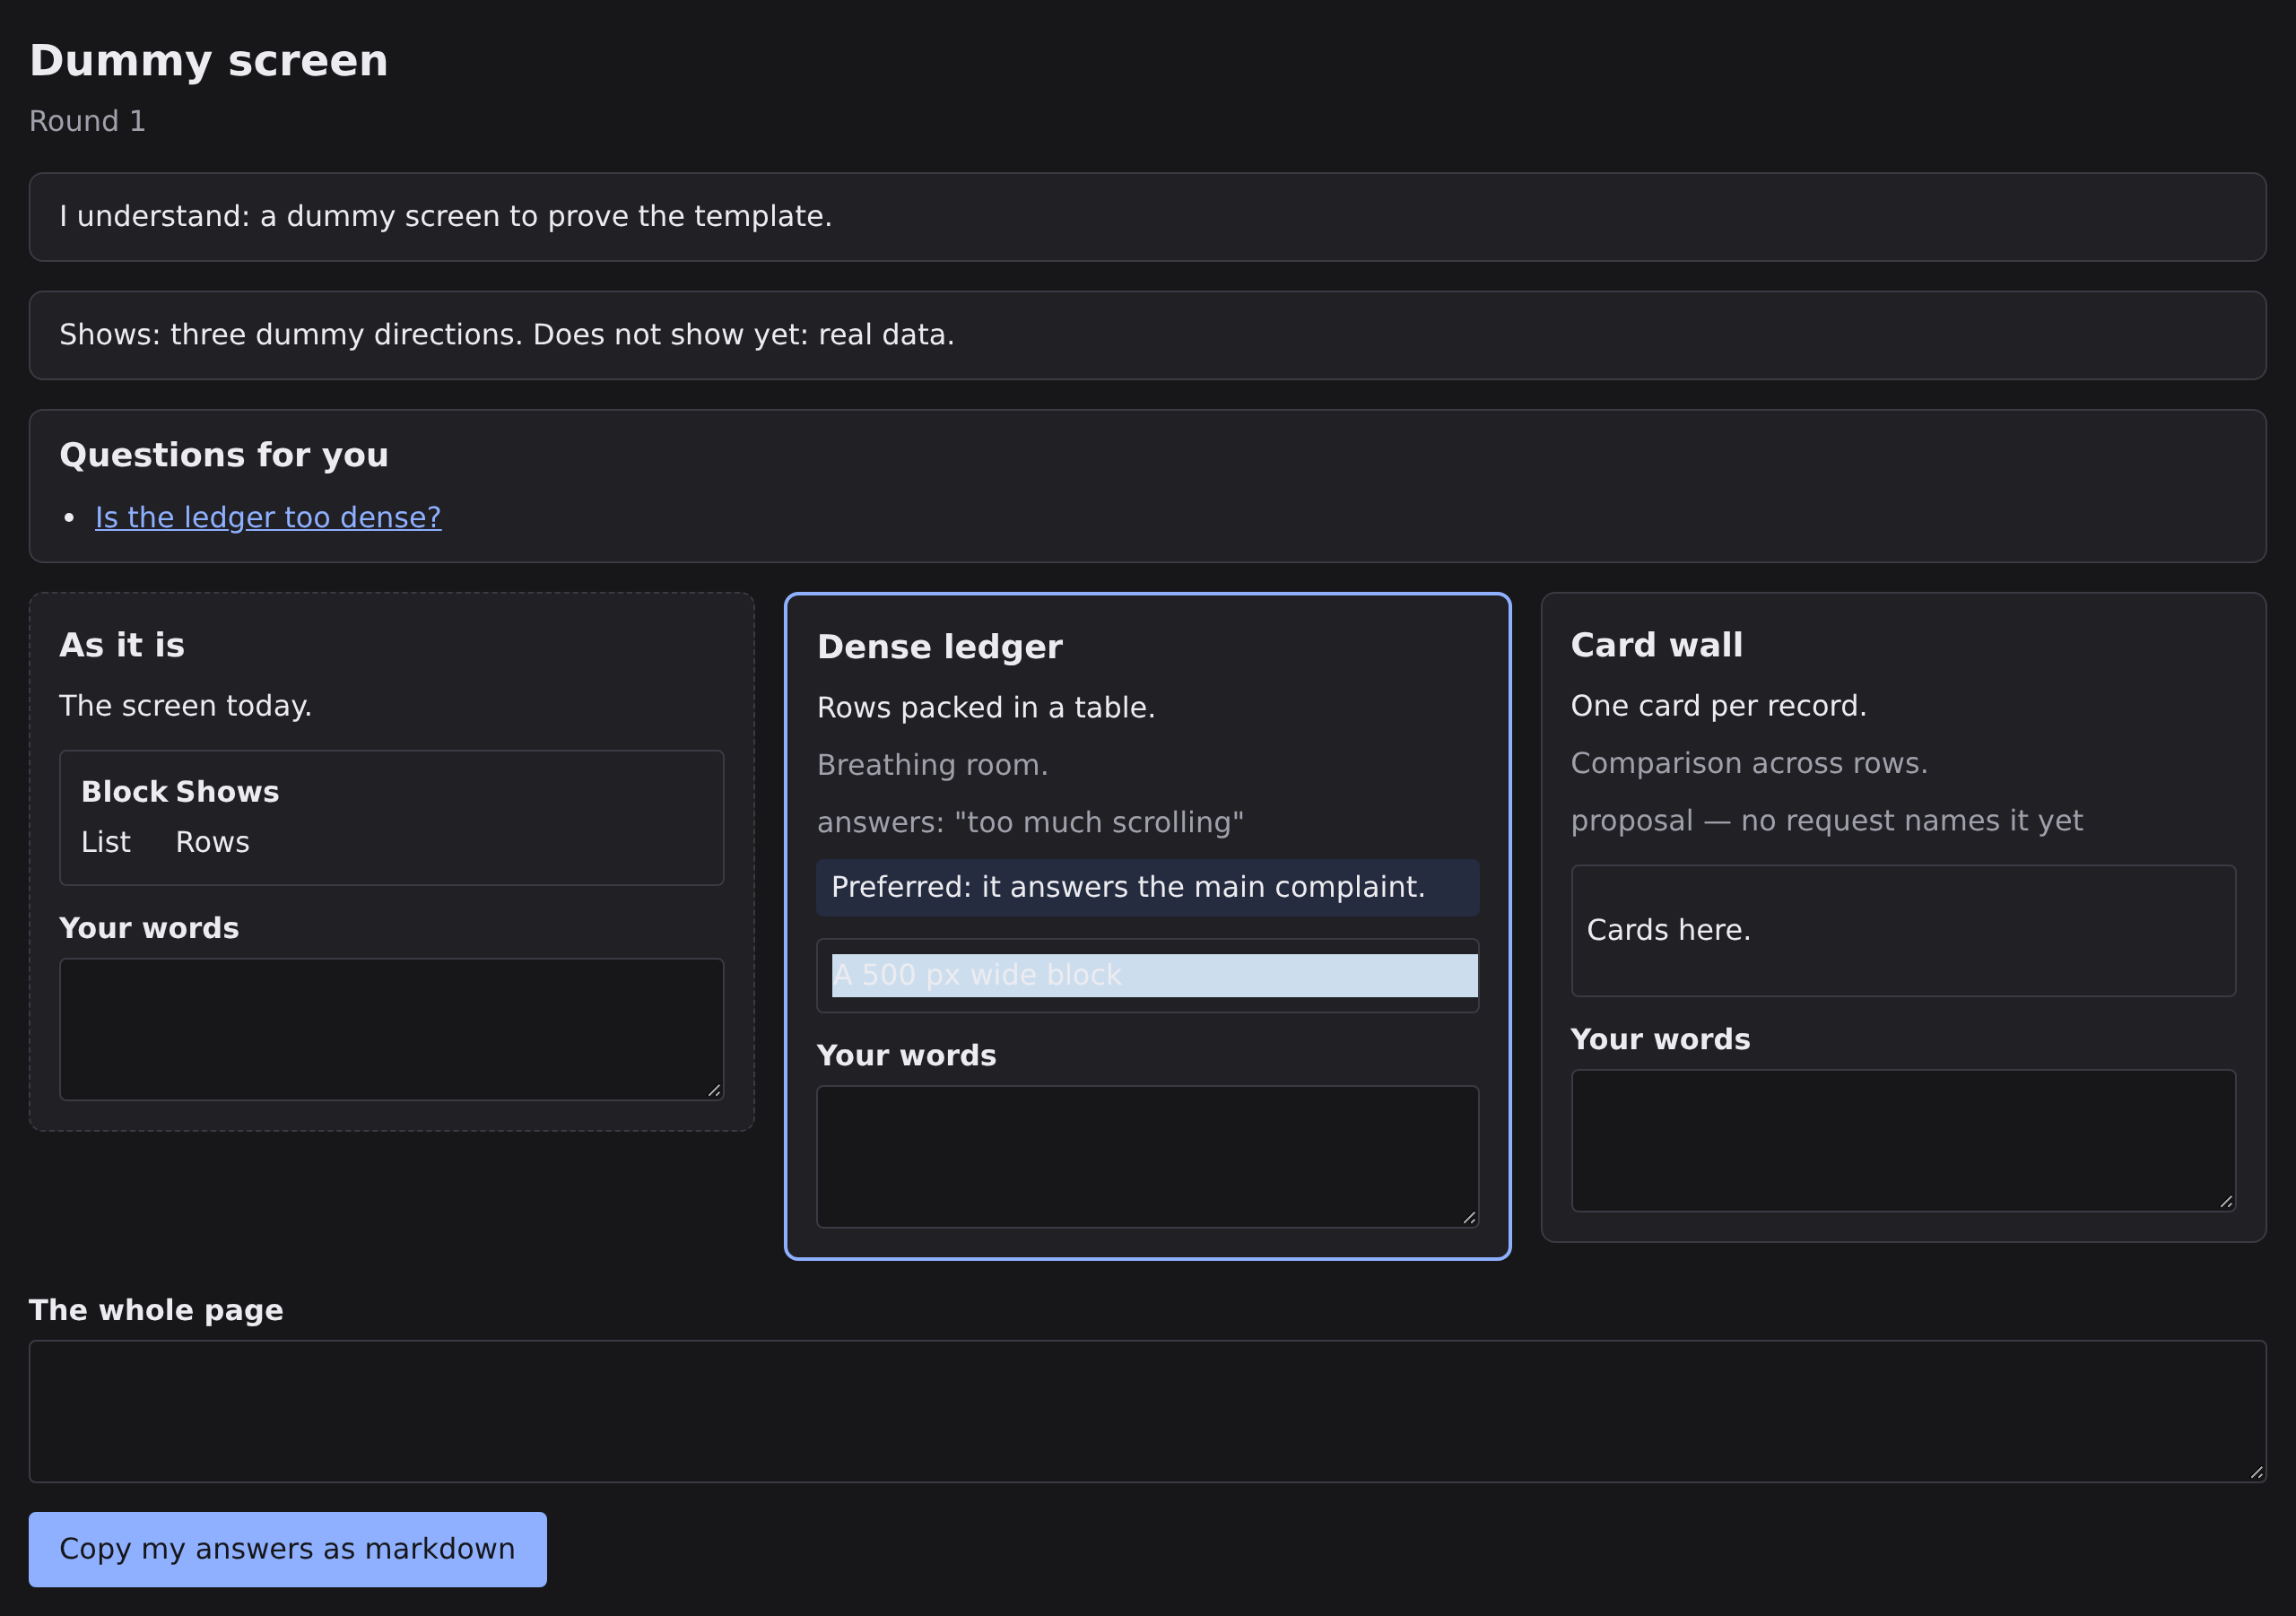 Dummy screen
Round 1
I understand: a dummy screen to prove the template.
Shows: three dummy directions. Does not show yet: real data.
Questions for you
• Is the ledger too dense?
As it is
The screen today.
Block Shows
List Rows
Your words
Dense ledger
Rows packed in a table.
Breathing room.
answers: "too much scrolling"
Preferred: it answers the main complaint.
A 500 px wide block
Your words
Card wall
One card per record.
Comparison across rows.
proposal — no request names it yet
Cards here.
Your words
The whole page
Copy my answers as markdown